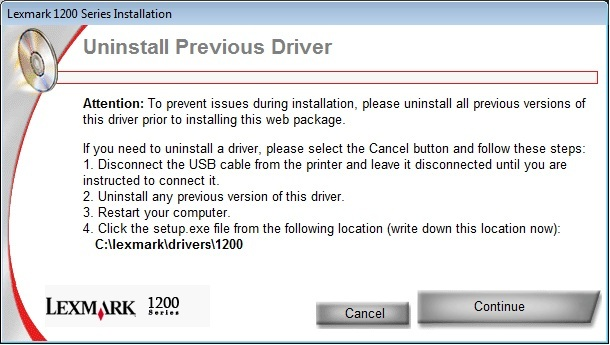 Lexmark 1200 Series Installation
Uninstall Previous Driver
Attention: To prevent issues during installation, please uninstall all previous versions of
this driver prior to installing this web package.
If you need to uninstall a driver, please select the Cancel button and follow these steps:
1. Disconnect the USB cable from the printer and leave it disconnected until you are
instructed to connect it.
2. Uninstall any previous version of this driver.
3. Restart your computer.
4. Click the setup.exe file from the following location (write down this location now):
C:\lexmark\drivers\1200
LEXMARK 1200
Series
Cancel
Continue